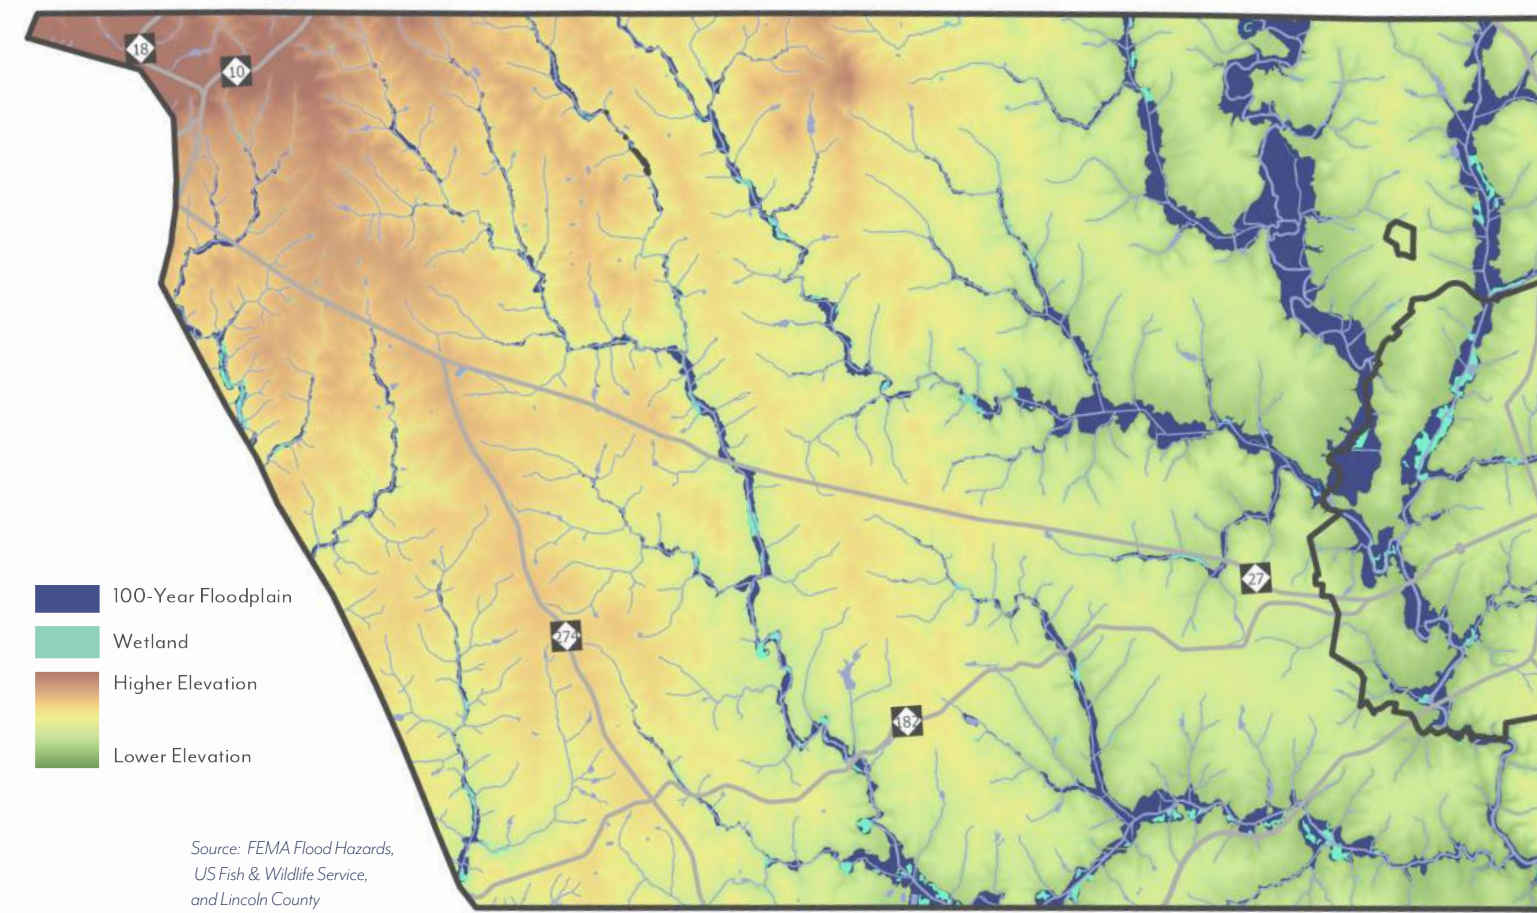 18
10
27
274
182
100-Year Floodplain
Wetland
Higher Elevation
Lower Elevation
Source: FEMA Flood Hazards,
US Fish & Wildlife Service,
and Lincoln County